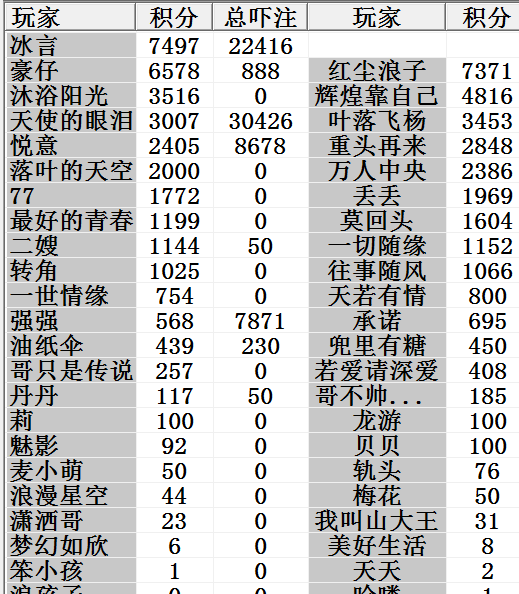 玩家 积分 总吓注 玩家 积分
冰言 7497 22416
豪仔 6578 888 红尘浪子 7371
沐浴阳光 3516 0 辉煌靠自己 4816
天使的眼泪 3007 30426 叶落飞杨 3453
悦意 2405 8678 重头再来 2848
落叶的天空 2000 0 万人中央 2386
77 1772 0 丢丢 1969
最好的青春 1199 0 莫回头 1604
二嫂 1144 50 一切随缘 1152
转角 1025 0 往事随风 1066
一世情缘 754 0 天若有情 800
强强 568 7871 承诺 695
油纸伞 439 230 兜里有糖 450
哥只是传说 257 0 若爱请深爱 408
丹丹 117 50 哥不帅... 185
莉 100 0 龙游 100
魅影 92 0 贝贝 100
麦小萌 50 0 轨头 76
浪漫星空 44 0 梅花 50
潇洒哥 23 0 我叫山大王 31
梦幻如欣 6 0 美好生活 8
笨小孩 1 0 天天 2